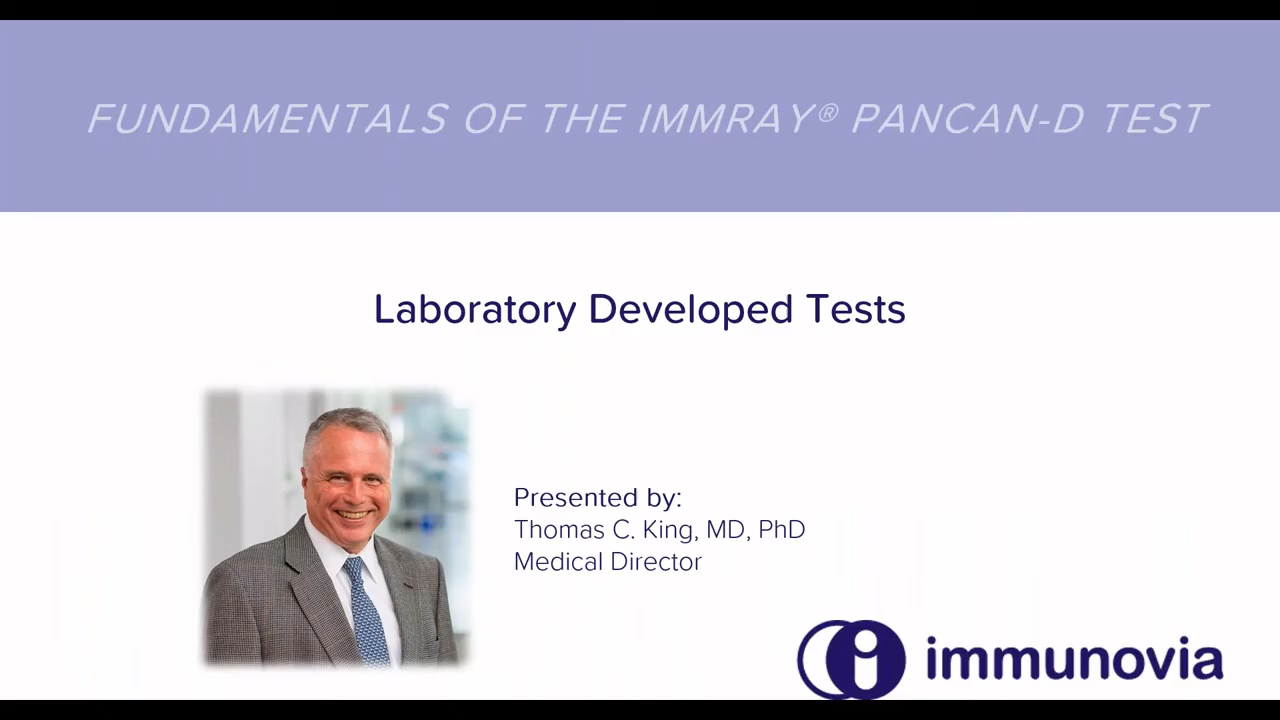 FUNDAMENTALS OF THE IMMRAY® PANCAN-D TEST
Laboratory Developed Tests
Presented by:
Thomas C. King, MD, PhD
Medical Director
immunovia